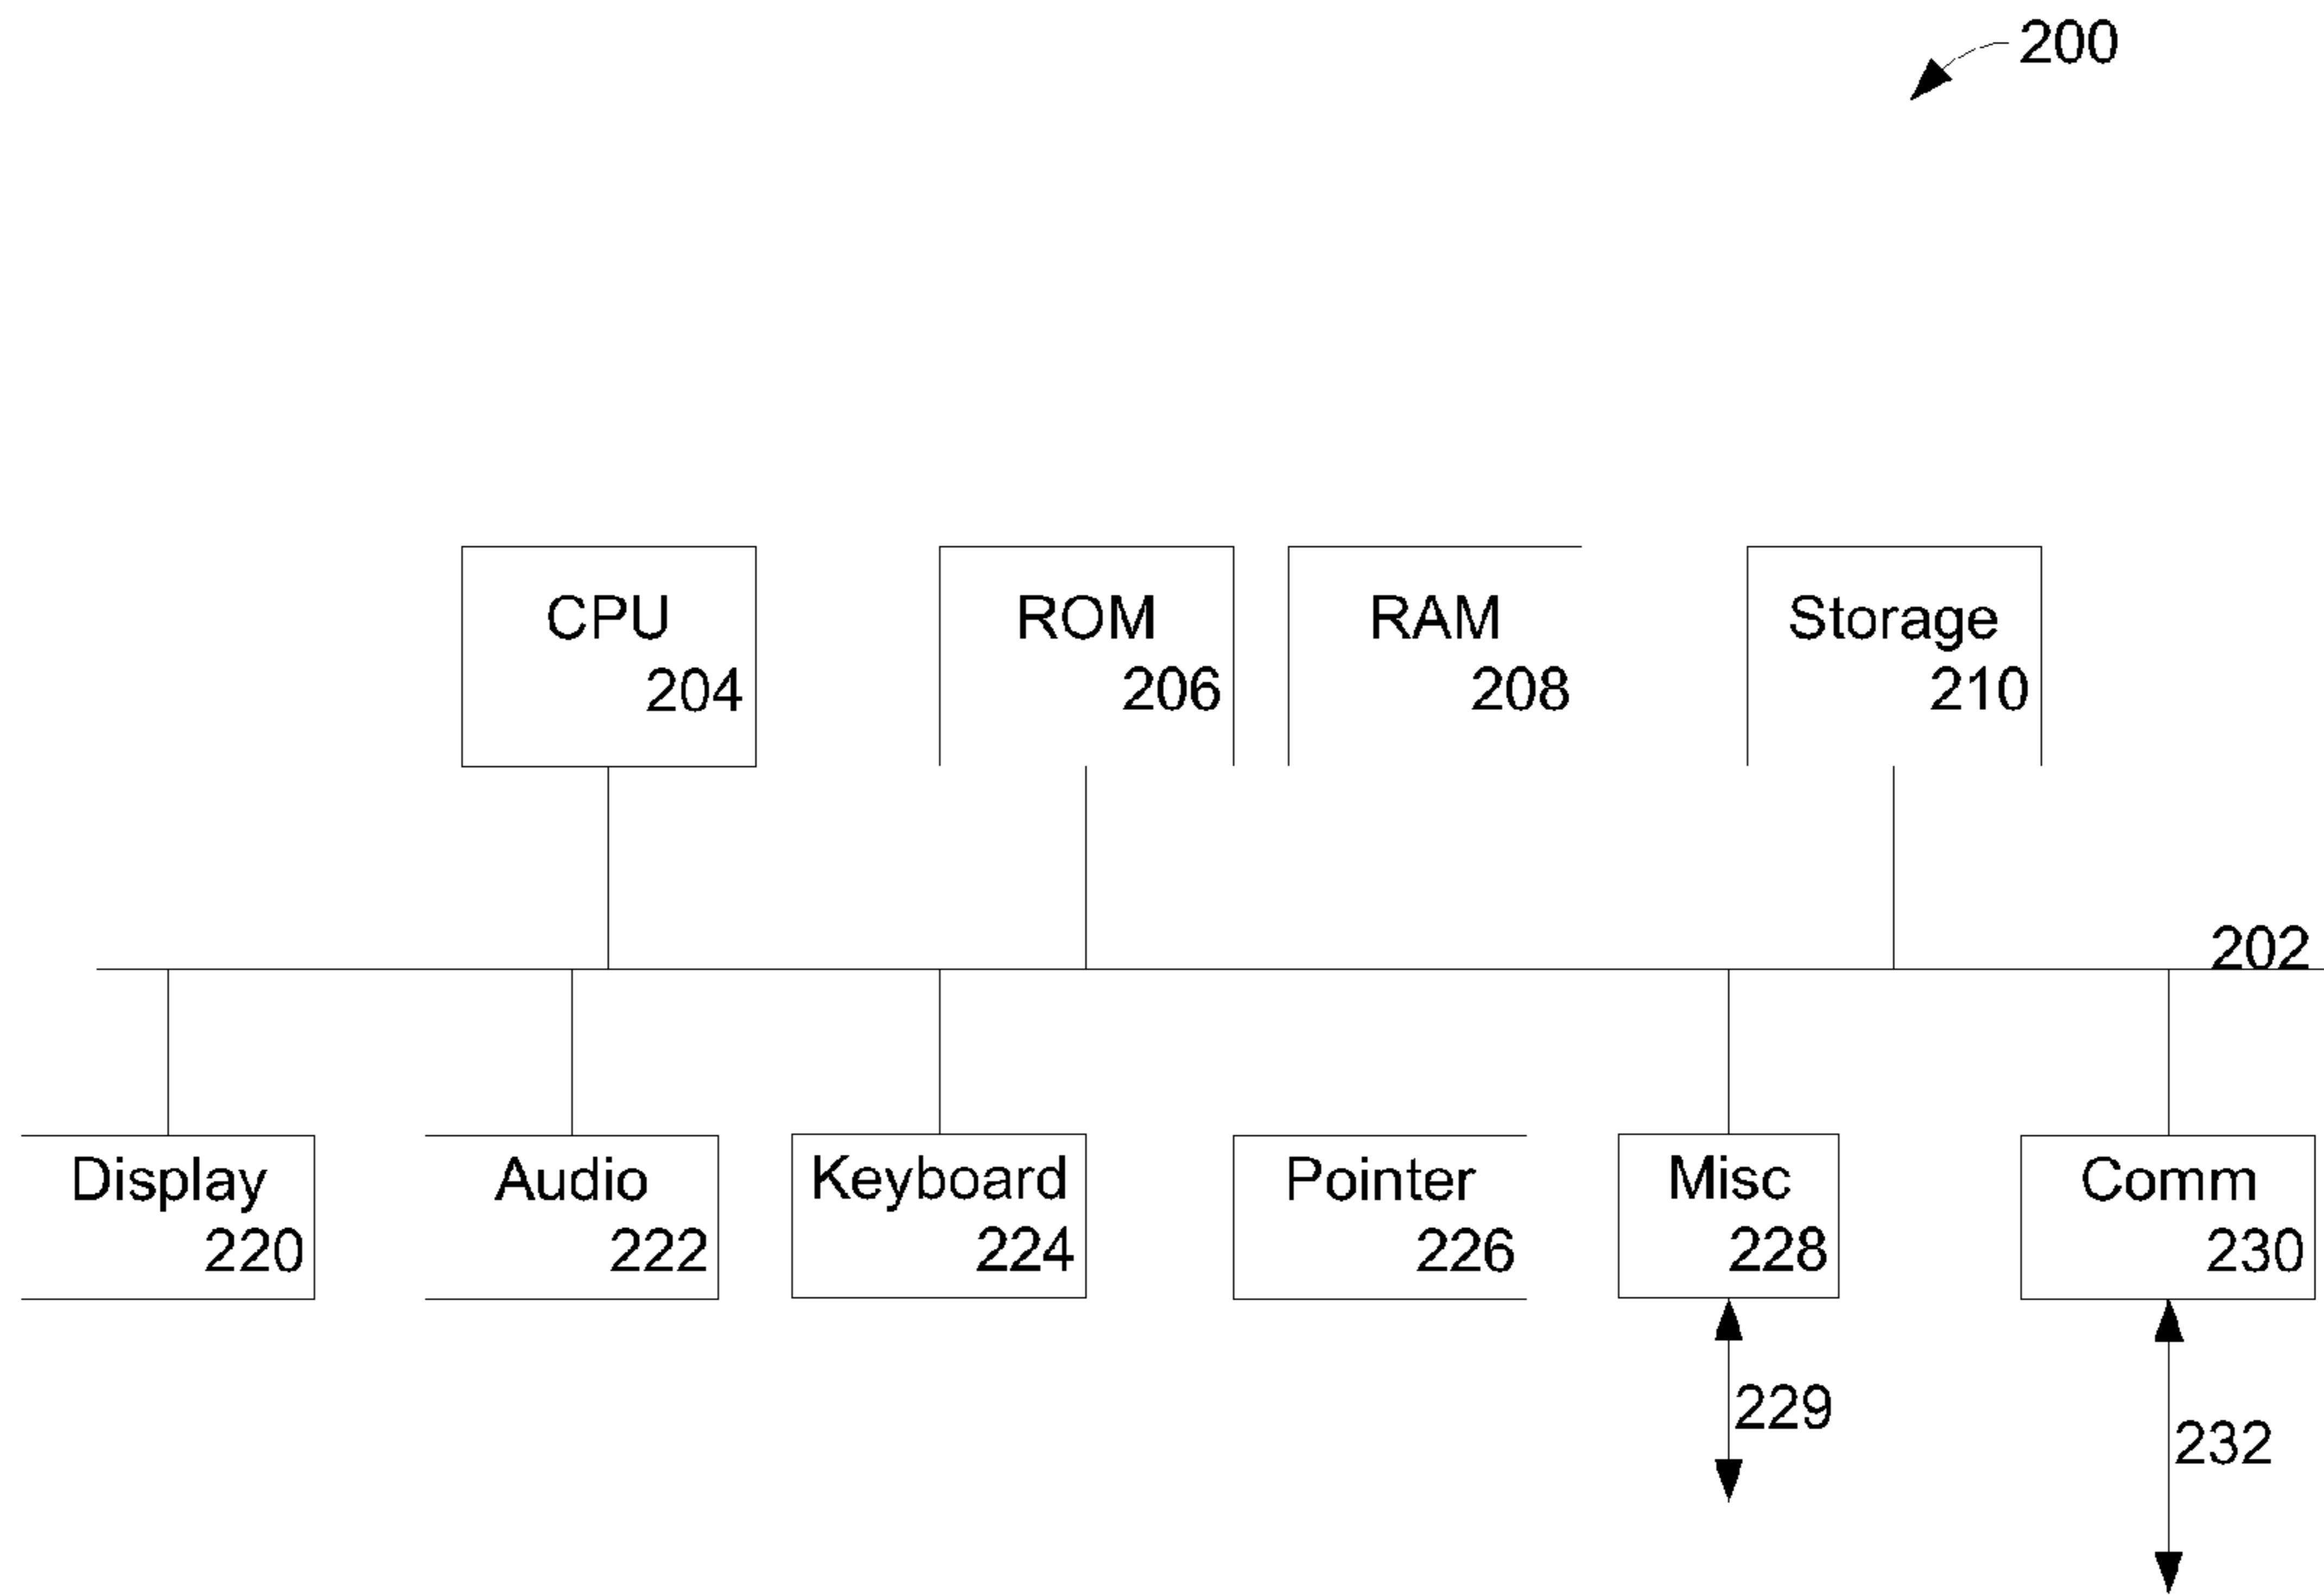 200
CPU
204
ROM
206
RAM
208
Storage
210
202
Display
220
Audio
222
Keyboard
224
Pointer
226
Misc
228
Comm
230
229
232